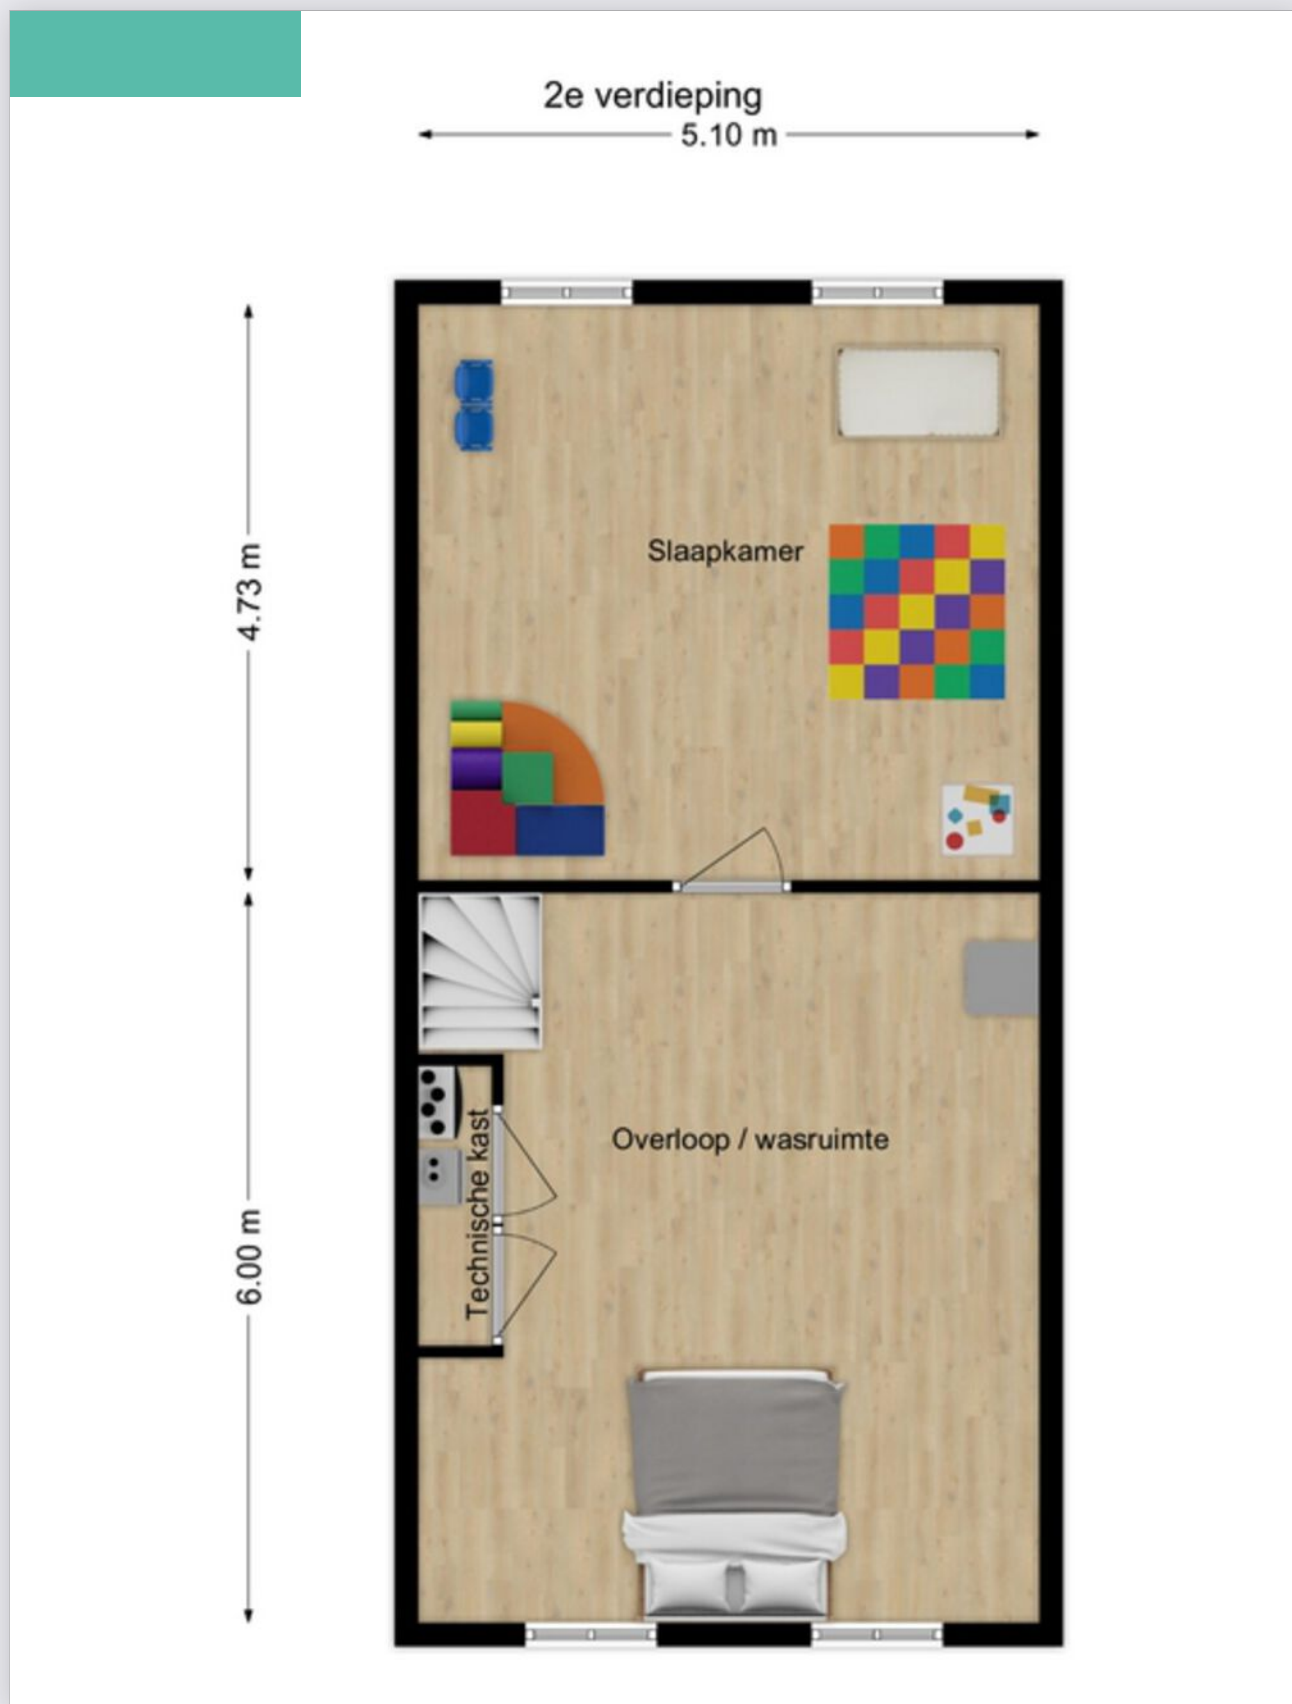 2e verdieping
5.10 m
4.73 m
Slaapkamer
Overloop / wasruimte
Technische kast
6.00 m